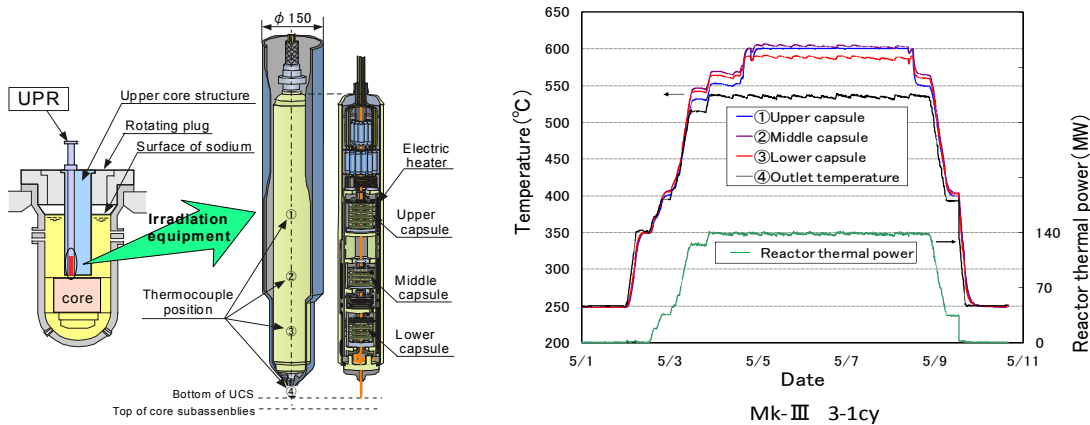 φ 150
UPR
Upper core structure
Rotating plug
Surface of sodium
Irradiation
equipment
core
Thermocouple
position
①
②
③
④
Electric
heater
Upper
capsule
Middle
capsule
Lower
capsule
Bottom of UCS
Top of core subassemblies
Temperature(℃)
650
600
550
500
450
400
350
300
250
200
①Upper capsule
②Middle capsule
③Lower capsule
④Outlet temperature
Reactor thermal power
140
70
0
Reactor thermal power(MW)
5/1
5/3
5/5
5/7
5/9
5/11
Date
Mk-Ⅲ 3-1cy